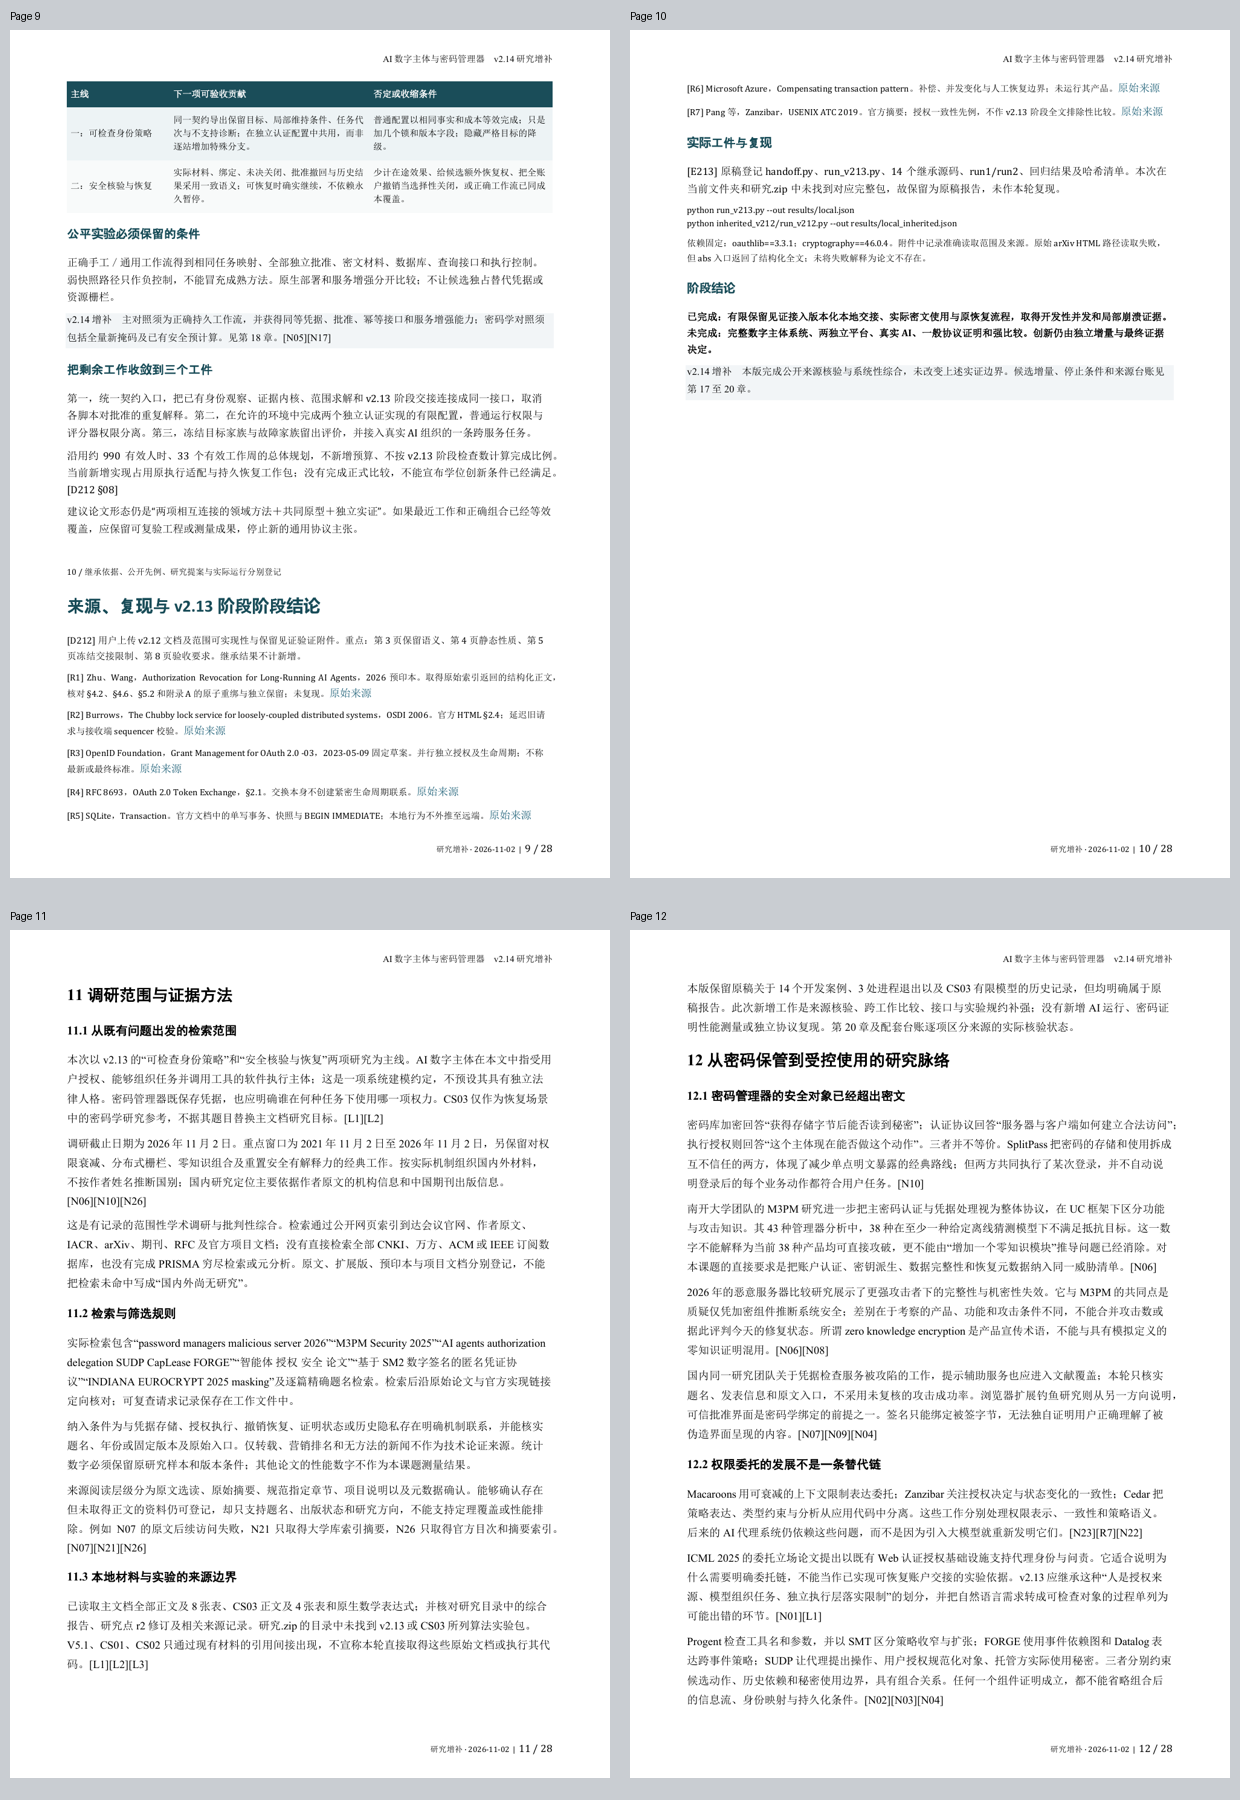 Page 9
AI 数字主体与密码管理器 v2.14 研究增补
主线 下一项可验收贡献 否定或收缩条件
一：可检查身份策略
同一契约导出保留目标、局部维持条件、任务代
次与不支持诊断；在独立认证配置中共用，而非
逐站增加特殊分支。
普通配置以相同事实和成本等效完成；只是
加几个锁和版本字段；隐藏严格目标的降
级。
二：安全核验与恢复
实际材料、绑定、未决关闭、批准撤回与历史结
果采用一致语义；可恢复时确实继续，不依赖永
久暂停。
少计在途效果、给候选额外恢复权、把全账
户撤销当选择性关闭，或正确工作流已同成
本覆盖。
公平实验必须保留的条件
正确手工 / 通用工作流得到相同任务映射、全部独立批准、密文材料、数据库、查询接口和执行控制。
弱快照路径只作负控制，不能冒充成熟方法。原生部署和服务增强分开比较；不让候选独占替代凭据或
资源栅栏。
v2.14 增补 主对照须为正确持久工作流，并获得同等凭据、批准、幂等接口和服务增强能力；密码学对照须
包括全量新掩码及已有安全预计算。见第 18 章。[N05][N17]
把剩余工作收敛到三个工件
第一，统一契约入口，把已有身份观察、证据内核、范围求解和 v2.13 阶段交接连成同一接口，取消
各脚本对批准的重复解释。第二，在允许的环境中完成两个独立认证实现的有限配置，普通运行权限与
评分器权限分离。第三，冻结目标家族与故障家族留出评价，并接入真实 AI 组织的一条跨服务任务。
沿用约 990 有效人时、33 个有效工作周的总体规划，不新增预算、不按 v2.13 阶段检查数计算完成比例。
当前新增实现占用原执行适配与持久恢复工作包；没有完成正式比较，不能宣布学位创新条件已经满足。
[D212 §08]
建议论文形态仍是“两项相互连接的领域方法＋共同原型＋独立实证”。如果最近工作和正确组合已经等效
覆盖，应保留可复验工程或测量成果，停止新的通用协议主张。
10 / 继承依据、公开先例、研究提案与实际运行分别登记
来源、复现与 v2.13 阶段阶段结论
[D212] 用户上传 v2.12 文档及范围可实现性与保留见证验证附件。重点：第 3 页保留语义、第 4 页静态性质、第 5
页冻结交接限制、第 8 页验收要求、继承结果不计新增。
[R1] Zhu、Wang，Authorization Revocation for Long-Running AI Agents，2026 预印本。取得原始索引返回的结构化正文，
核对 §4.2、§4.6、§5.2 和附录 A 的原子重绑与独立保留；未复现。原始来源
[R2] Burrows，The Chubby lock service for loosely-coupled distributed systems，OSDI 2006。官方 HTML §2.4；延迟旧请
求与接收端 sequencer 校验。原始来源
[R3] OpenID Foundation，Grant Management for OAuth 2.0 -03，2023-05-09 固定草案。并行独立授权及生命周期；不称
最新或最终标准。原始来源
[R4] RFC 8693，OAuth 2.0 Token Exchange，§2.1。交换本身不创建紧密生命周期联系。原始来源
[R5] SQLite，Transaction。官方文档中的单写事务、快照与 BEGIN IMMEDIATE；本地行为不外推至远端。原始来源
研究增补 · 2026-11-02 | 9 / 28
Page 10
AI 数字主体与密码管理器 v2.14 研究增补
[R6] Microsoft Azure，Compensating transaction pattern。补偿、并发变化与人工恢复边界；未运行其产品。原始来源
[R7] Pang 等，Zanzibar，USENIX ATC 2019。官方摘要；授权一致性先例，不作 v2.13 阶段全文排除性比较。原始来源
实际工件与复现
[E213] 原稿登记 handoff.py、run_v213.py、14 个继承源码、run1/run2、回归结果及哈希清单。本次在
当前文件夹和研究.zip 中未找到对应完整包，故保留为原稿报告，未作本轮复现。
python run_v213.py --out results/local.json
python inherited_v212/run_v212.py --out results/local_inherited.json
依赖固定：oauthlib==3.3.1；cryptography==46.0.4。附件中记录准确读取范围及来源。原始 arXiv HTML 路径读取失败，
但 abs 入口返回了结构化全文；未将失败解释为论文不存在。
阶段结论
已完成：有限保留见证接入版本化本地交接、实际密文使用与原恢复流程，取得开发性并发和局部崩溃证据。
未完成：完整数字主体系统、两独立平台、真实 AI、一般协议证明和强比较。创新仍由独立增量与最终证据
决定。
v2.14 增补 本版完成公开来源核验与系统性综合，未改变上述实证边界。候选增量、停止条件和来源台账见
第 17 至 20 章。
研究增补 · 2026-11-02 | 10 / 28
Page 11
AI 数字主体与密码管理器 v2.14 研究增补
11 调研范围与证据方法
11.1 从既有问题出发的检索范围
本次以 v2.13 的“可检查身份策略”和“安全核验与恢复”两项研究为主线。AI 数字主体在本文中指受用
户授权、能够组织任务并调用工具的软件执行主体；这是一项系统建模约定，不预设其具有独立法
律人格。密码管理器既保存凭据，也应明确谁在何种任务下使用哪一项权力。CS03 仅作为恢复场景
中的密码学研究参考，不据其题目替换主文档研究目标。[L1][L2]
调研截止日期为 2026 年 11 月 2 日。重点窗口为 2021 年 11 月 2 日至 2026 年 11 月 2 日，另保留对权
限衰减、分布式栅栏、零知识组合及重置安全有解释力的经典工作。按实际机制组织国内外材料，
不按作者姓名推断国别；国内研究定位主要依据作者原文的机构信息和中国期刊出版信息。
[N06][N10][N26]
这是有记录的范围性学术调研与批判性综合。检索通过公开网页索引到达会议官网、作者原文、
IACR、arXiv、期刊、RFC 及官方项目文档；没有直接检索全部 CNKI、万方、ACM 或 IEEE 订阅数
据库，也没有完成 PRISMA 穷尽检索或元分析。原文、扩展版、预印本与项目文档分别登记，不能
把检索未命中写成“国内外尚无研究”。
11.2 检索与筛选规则
实际检索包含“password managers malicious server 2026”“M3PM Security 2025”“AI agents authorization
delegation SUDP CapLease FORGE”“智能体 授权 安全 论文”“基于 SM2 数字签名的匿名凭证协
议”“INDIANA EUROCRYPT 2025 masking”及逐篇精确题名检索。检索后沿原始论文与官方实现链接
定向核对；可复查请求记录保存在工作文件中。
纳入条件为与凭据存储、授权执行、撤销恢复、证明状态或历史隐私存在明确机制联系，并能核实
题名、年份或固定版本及原始入口。仅转载、营销排名和无方法的新闻不作为技术论证来源。统计
数字必须保留原研究样本和版本条件；其他论文的性能数字不作为本课题测量结果。
来源阅读层级分为原文选读、原始摘要、规范指定章节、项目说明以及元数据确认。能够确认存在
但未取得正文的资料仍可登记，却只支持题名、出版状态和研究方向，不能支持定理覆盖或性能排
除。例如 N07 的原文后续访问失败，N21 只取得大学库索引摘要，N26 只取得官方目次和摘要索引。
[N07][N21][N26]
11.3 本地材料与实验的来源边界
已读取主文档全部正文及 8 张表、CS03 正文及 4 张表和原生数学表达式；并核对研究目录中的综合
报告、研究点 r2 修订及相关来源记录。研究.zip 的目录中未找到 v2.13 或 CS03 所列算法实验包。
V5.1、CS01、CS02 只通过现有材料的引用间接出现，不宣称本轮直接取得这些原始文档或执行其代
码。[L1][L2][L3]
研究增补 · 2026-11-02 | 11 / 28
Page 12
AI 数字主体与密码管理器 v2.14 研究增补
本版保留原稿关于 14 个开发案例、3 处进程退出以及 CS03 有限模型的历史记录，但均明确属于原
稿报告。此次新增工作是来源核验、跨工作比较、接口与实验规约补强；没有新增 AI 运行、密码证
明性能测量或独立协议复现。第 20 章及配套台账逐项区分来源的实际核验状态。
12 从密码保管到受控使用的研究脉络
12.1 密码管理器的安全对象已经超出密文
密码库加密回答“获得存储字节后能否读到秘密”；认证协议回答“服务器与客户端如何建立合法访问”；
执行授权则回答“这个主体现在能否做这个动作”。三者并不等价。SplitPass 把密码的存储和使用拆成
互不信任的两方，体现了减少单点明文暴露的经典路线；但两方共同执行了某次登录，并不自动说
明登录后的每个业务动作都符合用户任务。[N10]
南开大学团队的 M3PM 研究进一步把主密码认证与凭据处理视为整体协议，在 UC 框架下区分功能
与攻击知识。其 43 种管理器分析中，38 种在至少一种给定离线猜测模型下不满足抵抗目标。这一数
字不能解释为当前 38 种产品均可直接攻破，更不能由“增加一个零知识模块”推导问题已经消除。对
本课题的直接要求是把账户认证、密钥派生、数据完整性和恢复元数据纳入同一威胁清单。[N06]
2026 年的恶意服务器比较研究展示了更强攻击者下的完整性与机密性失效。它与 M3PM 的共同点是
质疑仅凭加密组件推断系统安全；差别在于考察的产品、功能和攻击条件不同，不能合并攻击数或
据此评判今天的修复状态。所谓 zero knowledge encryption 是产品宣传术语，不能与具有模拟定义的
零知识证明混用。[N06][N08]
国内同一研究团队关于凭据检查服务被攻陷的工作，提示辅助服务也应进入文献覆盖；本轮只核实
题名、发表信息和原文入口，不采用未复核的攻击成功率。浏览器扩展钓鱼研究则从另一方向说明，
可信批准界面是密码学绑定的前提之一。签名只能绑定被签字节，无法独自证明用户正确理解了被
伪造界面呈现的内容。[N07][N09][N04]
12.2 权限委托的发展不是一条替代链
Macaroons 用可衰减的上下文限制表达委托；Zanzibar 关注授权决定与状态变化的一致性；Cedar 把
策略表达、类型约束与分析从应用代码中分离。这些工作分别处理权限表示、一致性和策略语义。
后来的 AI 代理系统仍依赖这些问题，而不是因为引入大模型就重新发明它们。[N23][R7][N22]
ICML 2025 的委托立场论文提出以既有 Web 认证授权基础设施支持代理身份与问责。它适合说明为
什么需要明确委托链，不能当作已实现可恢复账户交接的实验依据。v2.13 应继承这种“人是授权来
源、模型组织任务、独立执行层落实限制”的划分，并把自然语言需求转成可检查对象的过程单列为
可能出错的环节。[N01][L1]
Progent 检查工具名和参数，并以 SMT 区分策略收窄与扩张；FORGE 使用事件依赖图和 Datalog 表
达跨事件策略；SUDP 让代理提出操作、用户授权规范化对象、托管方实际使用秘密。三者分别约束
候选动作、历史依赖和秘密使用边界，具有组合关系。任何一个组件证明成立，都不能省略组合后
的信息流、身份映射与持久化条件。[N02][N03][N04]
研究增补 · 2026-11-02 | 12 / 28